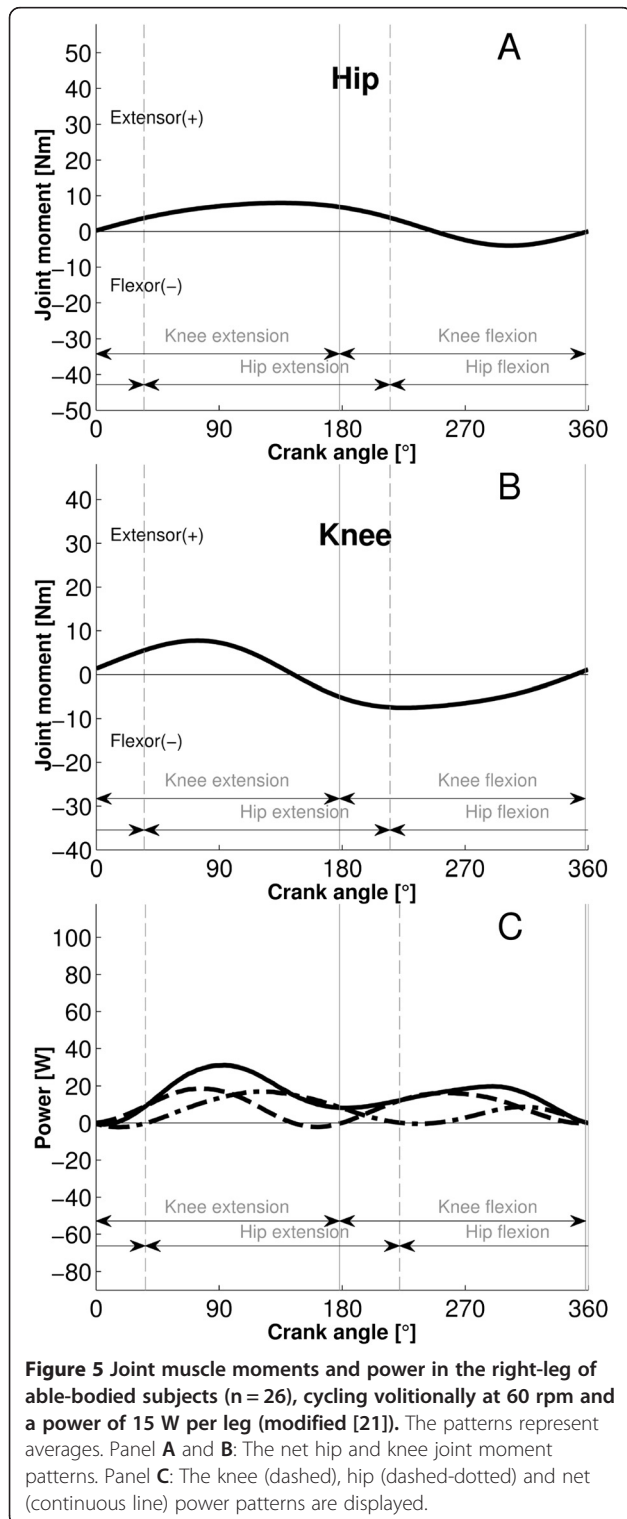 A
Hip
50
40
30
20
10
0
−10
−20
−30
−40
−50
Joint moment [Nm]
Extensor(+)
Flexor(−)
Knee extension
Knee flexion
Hip extension
Hip flexion
0
90
180
270
360
Crank angle [°]
B
Knee
40
30
20
10
0
−10
−20
−30
−40
Joint moment [Nm]
Extensor(+)
Flexor(−)
Knee extension
Knee flexion
Hip extension
Hip flexion
0
90
180
270
360
Crank angle [°]
C
100
80
60
40
20
0
−20
−40
−60
−80
Power [W]
Knee extension
Knee flexion
Hip extension
Hip flexion
0
90
180
270
360
Crank angle [°]
Figure 5 Joint muscle moments and power in the right-leg of
able-bodied subjects (n = 26), cycling volitionally at 60 rpm and
a power of 15 W per leg (modified [21]). The patterns represent
averages. Panel A and B: The net hip and knee joint moment
patterns. Panel C: The knee (dashed), hip (dashed-dotted) and net
(continuous line) power patterns are displayed.